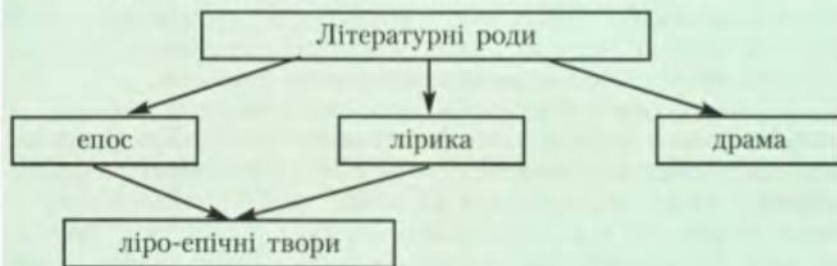 Літературні роди
епос
лірика
драма
ліро-епічні твори